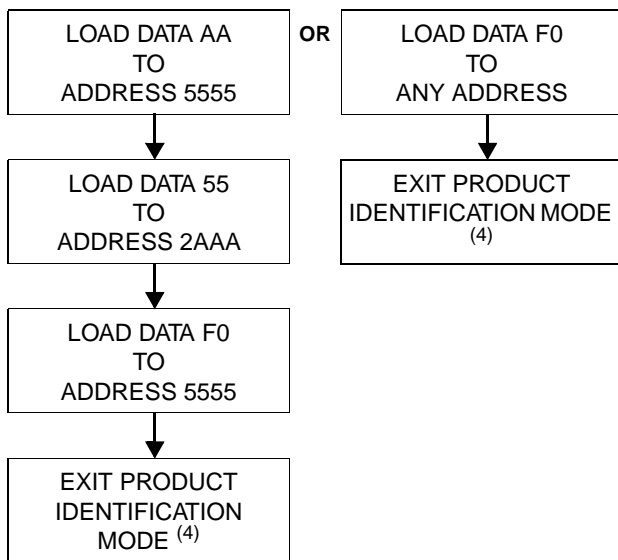 LOAD DATA AA
TO
ADDRESS 5555
LOAD DATA 55
TO
ADDRESS 2AAA
LOAD DATA F0
TO
ADDRESS 5555
EXIT PRODUCT
IDENTIFICATION
MODE (4)
OR
LOAD DATA F0
TO
ANY ADDRESS
EXIT PRODUCT
IDENTIFICATION MODE
(4)